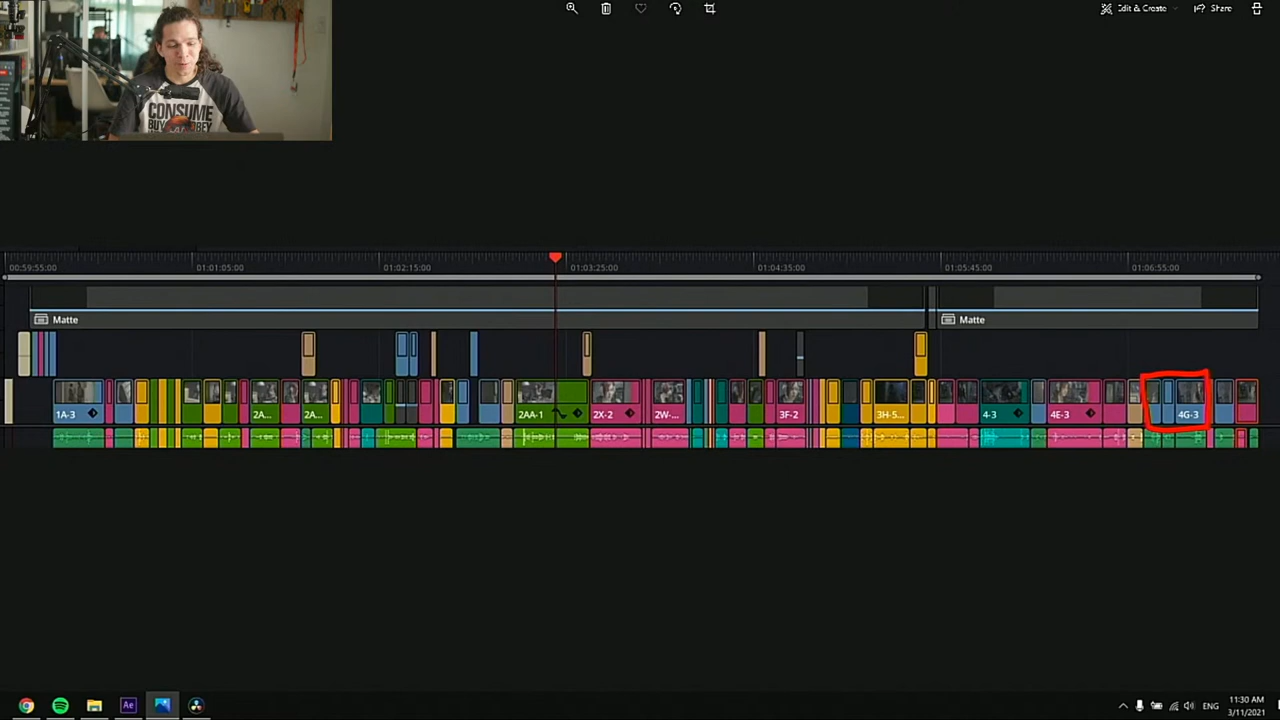 Edit & Create
Share
CONSUME
00:59:55:00
01:01:05:00
01:02:15:00
01:03:25:00
01:04:35:00
01:05:45:00
01:06:55:00
Matte
Matte
1A-3
2A...
2A...
2AA-1
2X-2
2W-...
3F-2
3H-5...
4-3
4E-3
4G-3
Ae
ENG
11:30 AM
3/11/2021